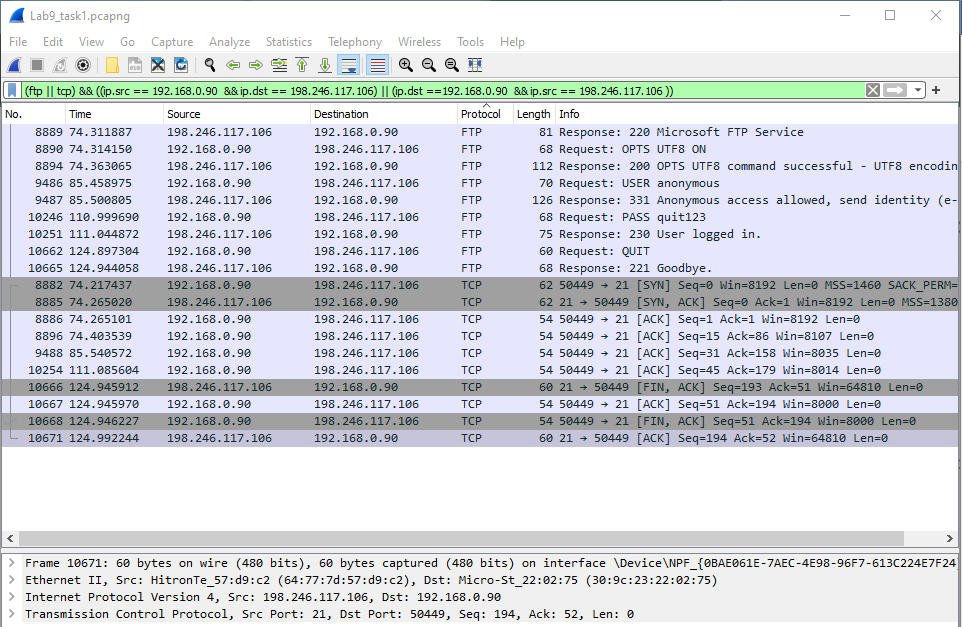 Lab9_task1.pcapng
File Edit View Go Capture Analyze Statistics Telephony Wireless Tools Help
(ftp || tcp) && ((ip.src == 192.168.0.90 &&ip.dst == 198.246.117.106) || (ip.dst ==192.168.0.90 &&ip.src == 198.246.117.106 ))
No. Time Source Destination Protocol Length Info
8889 74.311887 198.246.117.106 192.168.0.90 FTP 81 Response: 220 Microsoft FTP Service
8890 74.314150 192.168.0.90 198.246.117.106 FTP 68 Request: OPTS UTF8 ON
8894 74.363065 198.246.117.106 192.168.0.90 FTP 112 Response: 200 OPTS UTF8 command successful - UTF8 encodin
9486 85.458975 192.168.0.90 198.246.117.106 FTP 70 Request: USER anonymous
9487 85.500805 198.246.117.106 192.168.0.90 FTP 126 Response: 331 Anonymous access allowed, send identity (e-
10246 110.999690 192.168.0.90 198.246.117.106 FTP 68 Request: PASS quit123
10251 111.044872 198.246.117.106 192.168.0.90 FTP 75 Response: 230 User logged in.
10662 124.897304 192.168.0.90 198.246.117.106 FTP 60 Request: QUIT
10665 124.944058 198.246.117.106 192.168.0.90 FTP 68 Response: 221 Goodbye.
8882 74.217437 192.168.0.90 198.246.117.106 TCP 62 50449 → 21 [SYN] Seq=0 Win=8192 Len=0 MSS=1460 SACK_PERM=
8885 74.265020 198.246.117.106 192.168.0.90 TCP 62 21 → 50449 [SYN, ACK] Seq=0 Ack=1 Win=8192 Len=0 MSS=1380
8886 74.265101 192.168.0.90 198.246.117.106 TCP 54 50449 → 21 [ACK] Seq=1 Ack=1 Win=8192 Len=0
8896 74.403539 192.168.0.90 198.246.117.106 TCP 54 50449 → 21 [ACK] Seq=15 Ack=86 Win=8107 Len=0
9488 85.540572 192.168.0.90 198.246.117.106 TCP 54 50449 → 21 [ACK] Seq=31 Ack=158 Win=8035 Len=0
10254 111.085604 192.168.0.90 198.246.117.106 TCP 54 50449 → 21 [ACK] Seq=45 Ack=179 Win=8014 Len=0
10666 124.945912 198.246.117.106 192.168.0.90 TCP 60 21 → 50449 [FIN, ACK] Seq=193 Ack=51 Win=64810 Len=0
10667 124.945970 192.168.0.90 198.246.117.106 TCP 54 50449 → 21 [ACK] Seq=51 Ack=194 Win=8000 Len=0
10668 124.946227 192.168.0.90 198.246.117.106 TCP 54 50449 → 21 [FIN, ACK] Seq=51 Ack=194 Win=8000 Len=0
10671 124.992244 198.246.117.106 192.168.0.90 TCP 60 21 → 50449 [ACK] Seq=194 Ack=52 Win=64810 Len=0
Frame 10671: 60 bytes on wire (480 bits), 60 bytes captured (480 bits) on interface \Device\NPF_{0BAE061E-7AEC-4E98-96F7-613C224E7F24
Ethernet II, Src: HitronTe_57:d9:c2 (64:77:7d:57:d9:c2), Dst: Micro-St_22:02:75 (30:9c:23:22:02:75)
Internet Protocol Version 4, Src: 198.246.117.106, Dst: 192.168.0.90
Transmission Control Protocol, Src Port: 21, Dst Port: 50449, Seq: 194, Ack: 52, Len: 0